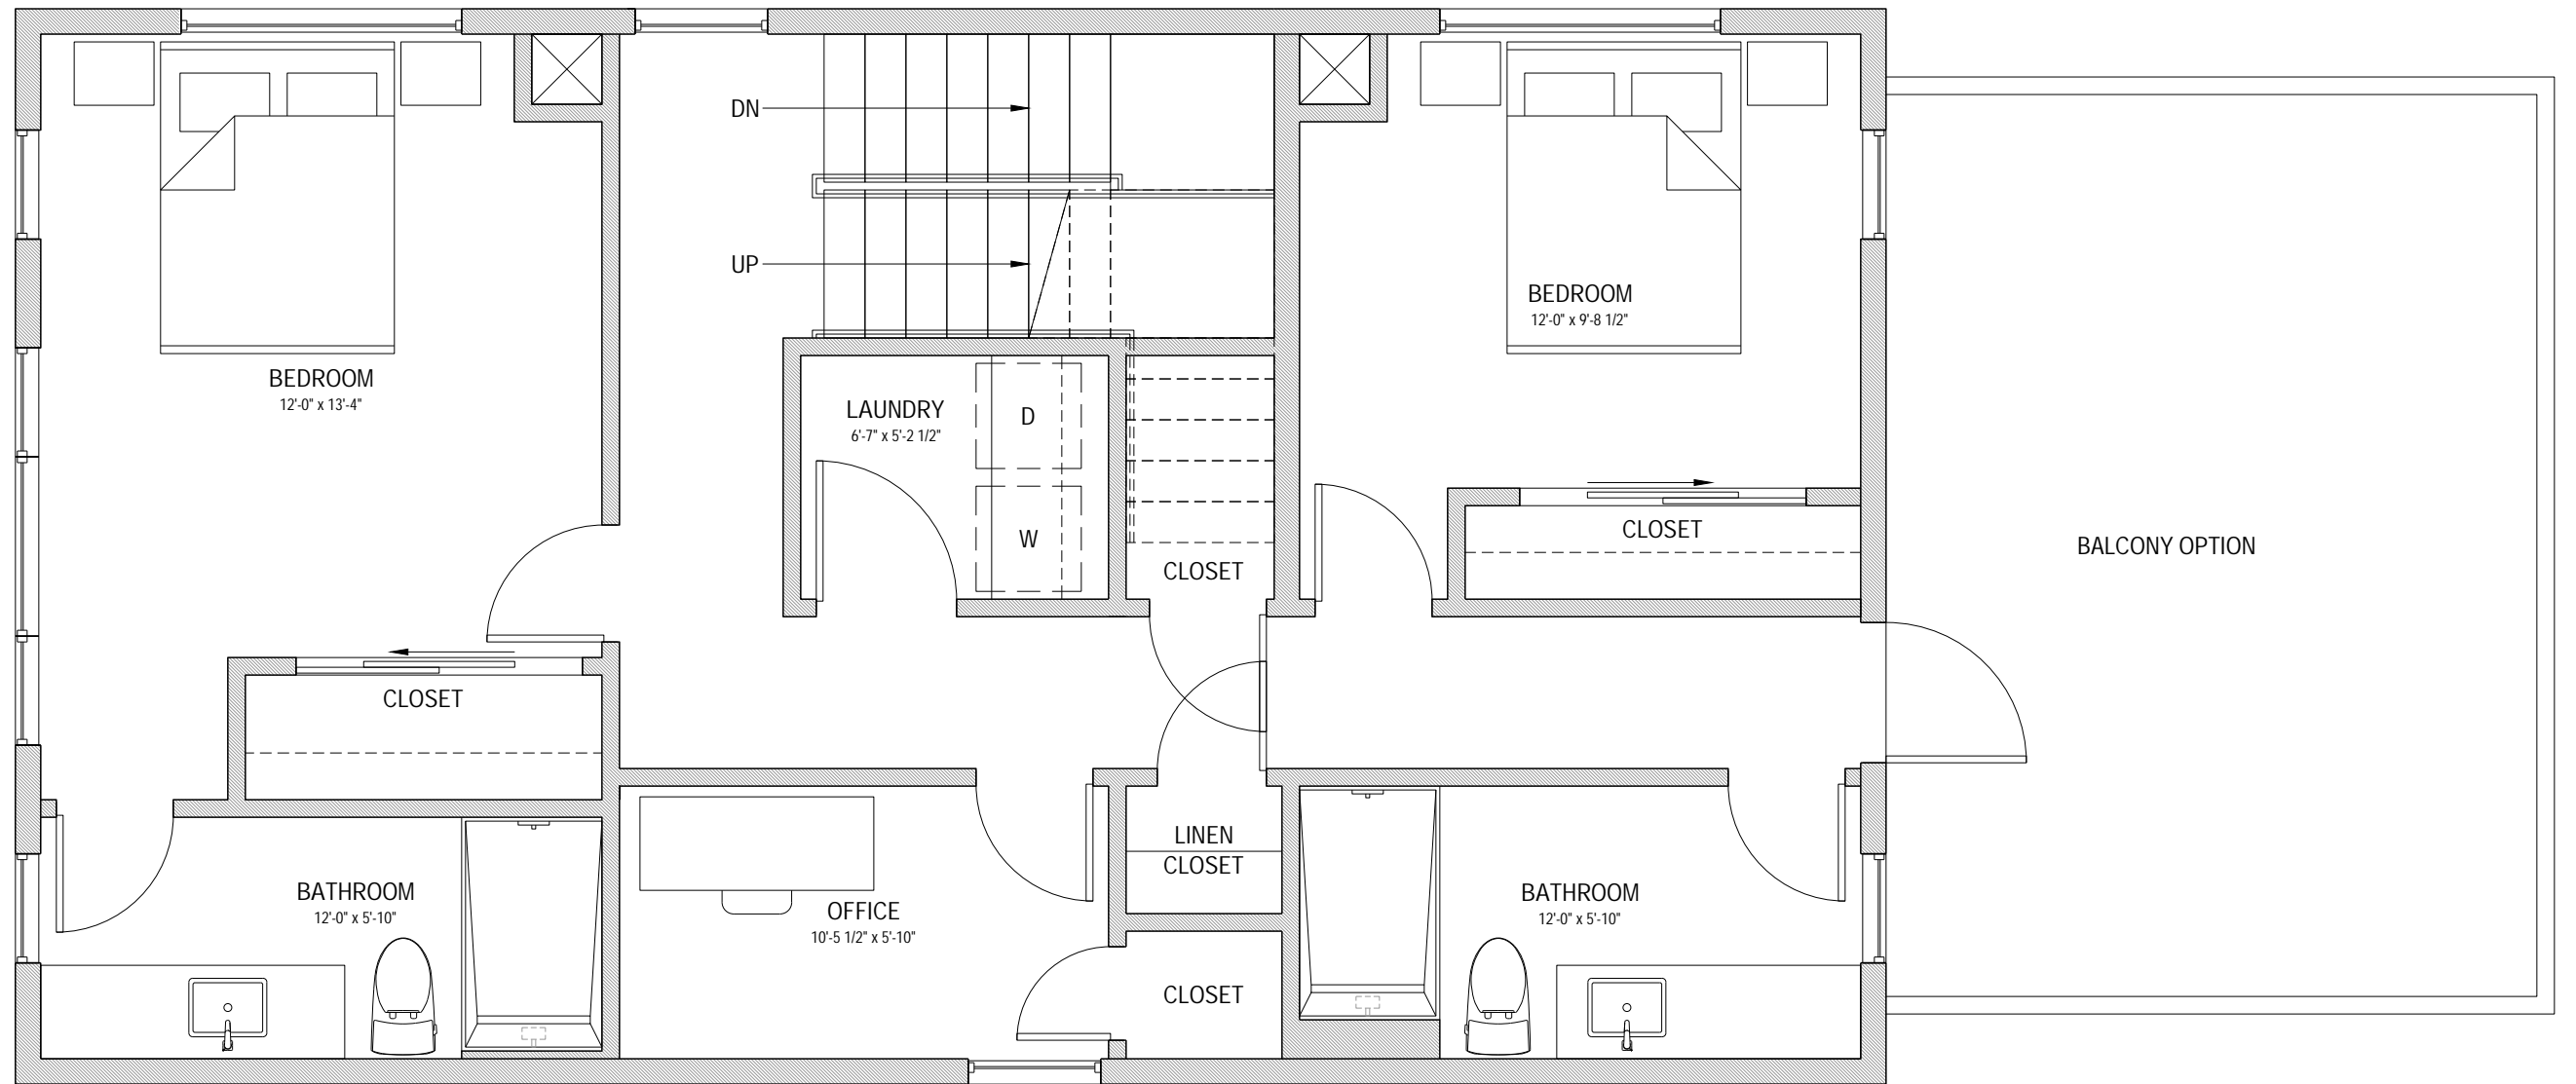 DN
UP
BEDROOM
12'-0" x 9'-8 1/2"
BEDROOM
12'-0" x 13'-4"
LAUNDRY
6'-7" x 5'-2 1/2"
D
W
CLOSET
CLOSET
BALCONY OPTION
CLOSET
LINEN
CLOSET
BATHROOM
12'-0" x 5'-10"
OFFICE
10'-5 1/2" x 5'-10"
BATHROOM
12'-0" x 5'-10"
CLOSET